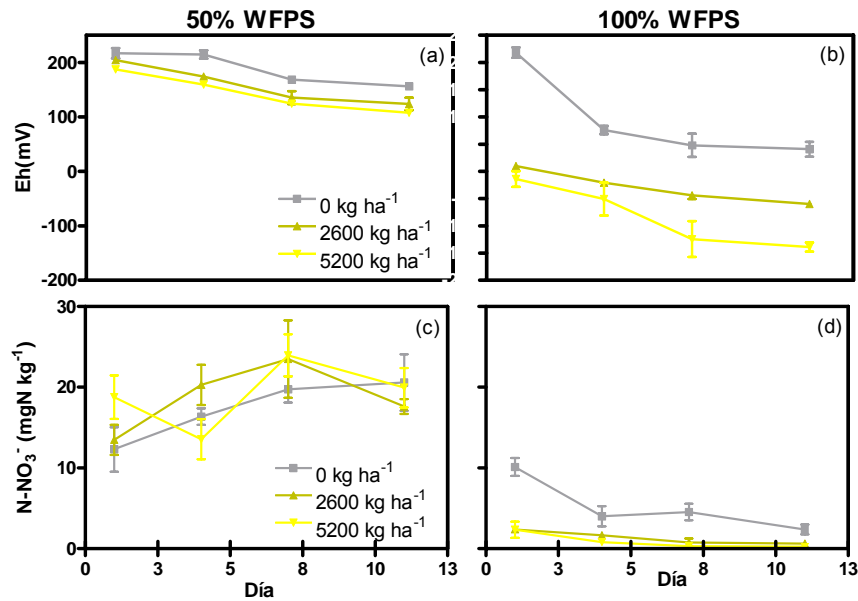 50% WFPS
100% WFPS
Eh(mV)
200
100
0
-100
-200
(a)
0 kg ha⁻¹
2600 kg ha⁻¹
5200 kg ha⁻¹
(b)
N-NO₃⁻ (mgN kg⁻¹)
30
20
10
0
(c)
0 kg ha⁻¹
2600 kg ha⁻¹
5200 kg ha⁻¹
0 3 5 8 10 13
Día
(d)
0 3 5 8 10 13
Día